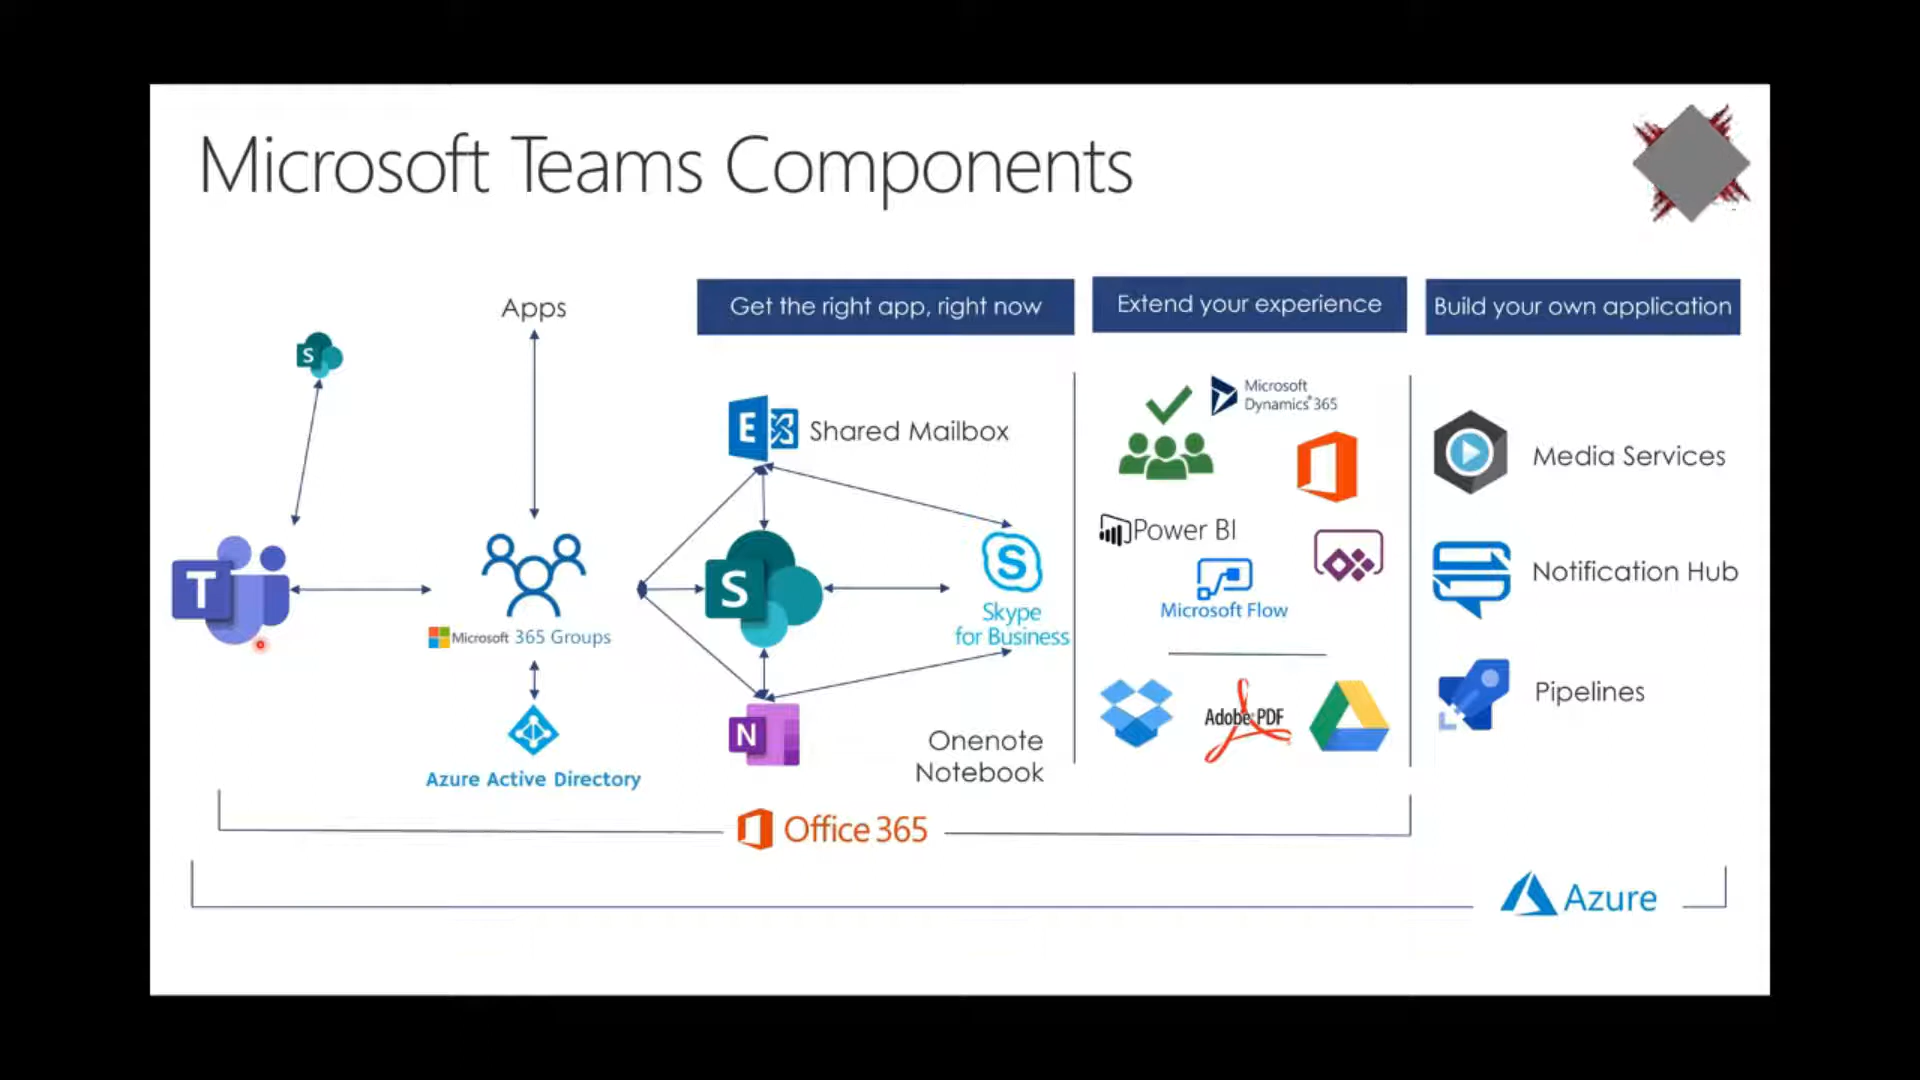 Microsoft Teams Components
Apps
Get the right app, right now
Extend your experience
Build your own application
S
T
Microsoft 365 Groups
Azure Active Directory
E
Shared Mailbox
S
S
Skype
for Business
N
Onenote
Notebook
Microsoft
Dynamics® 365
Power BI
Microsoft Flow
Adobe PDF
Media Services
Notification Hub
Pipelines
Office 365
Azure